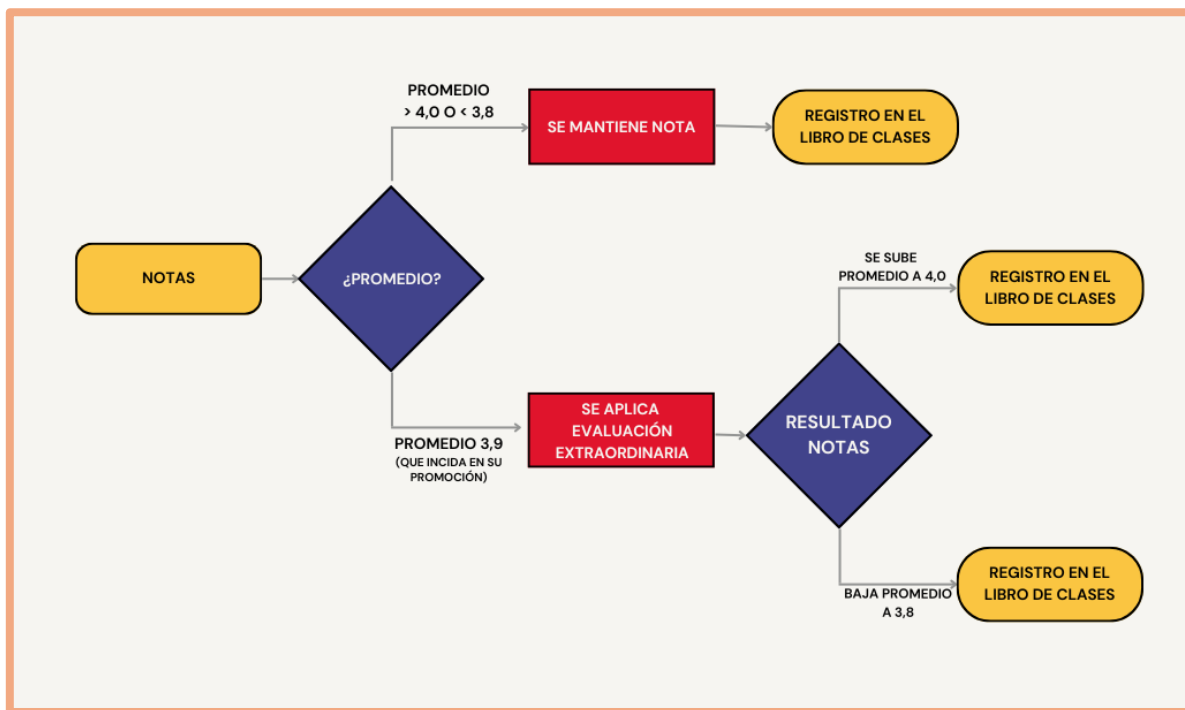 NOTAS
¿PROMEDIO?
PROMEDIO
> 4,0 O < 3,8
SE MANTIENE NOTA
REGISTRO EN EL
LIBRO DE CLASES
PROMEDIO 3,9
(QUE INCIDA EN SU
PROMOCIÓN)
SE APLICA
EVALUACIÓN
EXTRAORDINARIA
RESULTADO
NOTAS
SE SUBE
PROMEDIO A 4,0
REGISTRO EN EL
LIBRO DE CLASES
BAJA PROMEDIO
A 3,8
REGISTRO EN EL
LIBRO DE CLASES